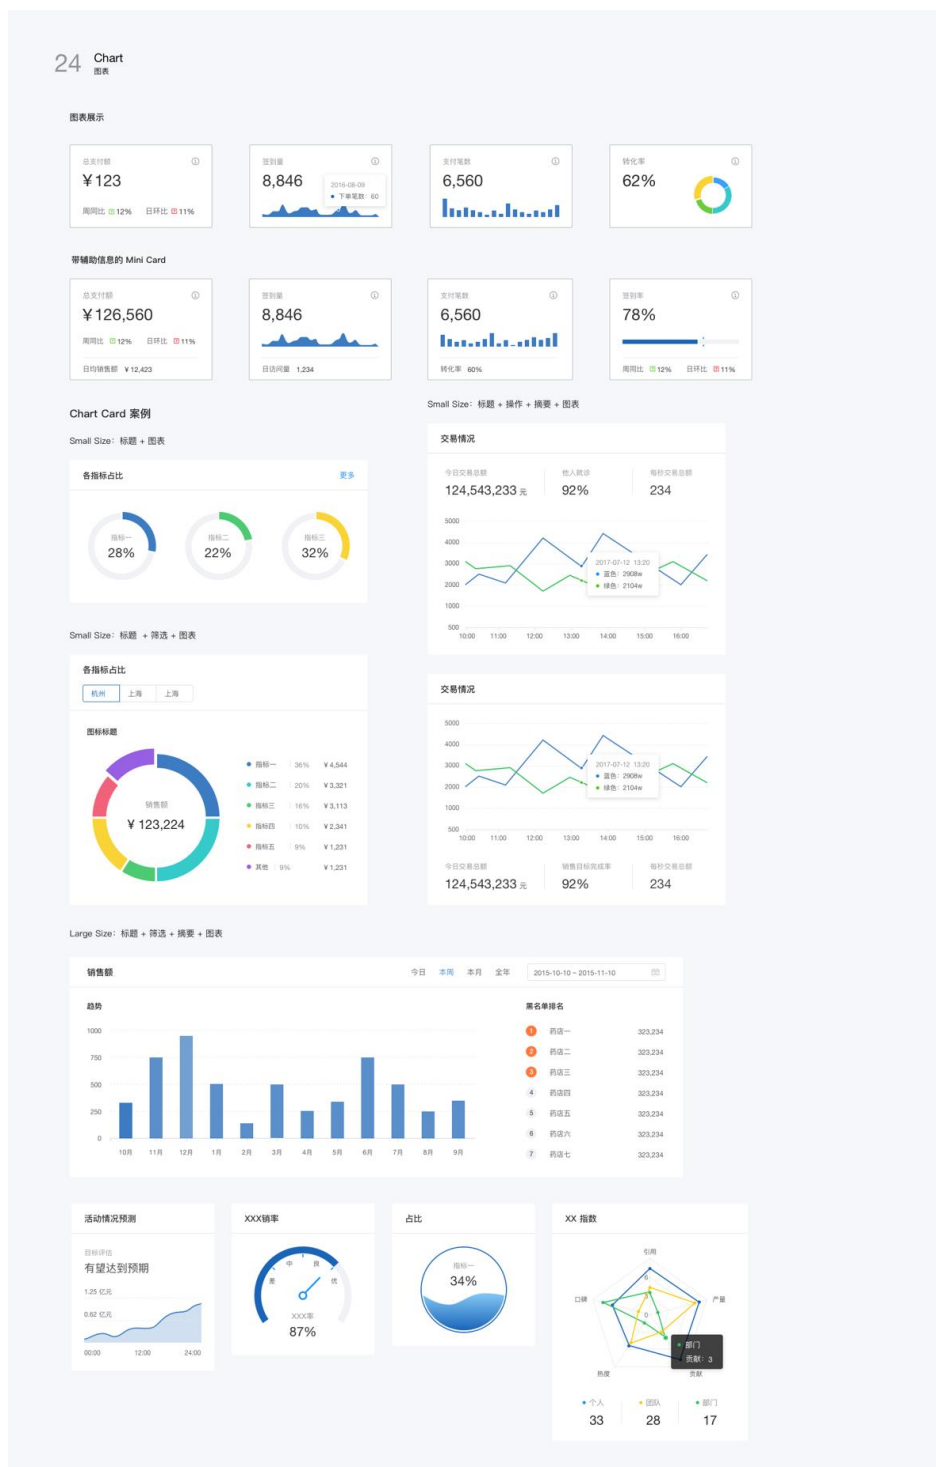 24 Chart
图表
图表展示
总支付额
¥123
周同比 12% 日环比 11%
签到量
8,846
2016-08-09
下单笔数: 60
支付笔数
6,560
转化率
62%
带辅助信息的 Mini Card
总支付额
¥126,560
周同比 12% 日环比 11%
日均销售额 ¥12,423
签到量
8,846
日访问量 1,234
支付笔数
6,560
转化率 60%
签到率
78%
周同比 12% 日环比 11%
Chart Card 案例
Small Size: 标题 + 图表
各指标占比 更多
指标一
28%
指标二
22%
指标三
32%
Small Size: 标题 + 筛选 + 图表
各指标占比
杭州 上海 上海
图标标题
销售额
¥ 123,224
指标一 36% ¥4,544
指标二 20% ¥3,321
指标三 16% ¥3,113
指标四 10% ¥2,341
指标五 9% ¥1,231
其他 9% ¥1,231
Small Size: 标题 + 操作 + 摘要 + 图表
交易情况
今日交易总额 他人就诊 每秒交易总额
124,543,233 元 92% 234
5000
4000
3000
2000
1000
500
2017-07-12 13:20
蓝色: 2908w
绿色: 2104w
10:00 11:00 12:00 13:00 14:00 15:00 16:00
交易情况
5000
4000
3000
2000
1000
500
2017-07-12 13:20
蓝色: 2908w
绿色: 2104w
10:00 11:00 12:00 13:00 14:00 15:00 16:00
今日交易总额 销售目标完成率 每秒交易总额
124,543,233 元 92% 234
Large Size: 标题 + 筛选 + 摘要 + 图表
销售额 今日 本周 本月 全年 2015-10-10 ~ 2015-11-10
趋势
1000
750
500
250
0
10月 11月 12月 1月 2月 3月 4月 5月 6月 7月 8月 9月
黑名单排名
1 药店一 323,234
2 药店二 323,234
3 药店三 323,234
4 药店四 323,234
5 药店五 323,234
6 药店六 323,234
7 药店七 323,234
活动情况预测
目标评估
有望达到预期
1.25 亿元
0.62 亿元
00:00 12:00 24:00
XXX销率
差 中 良 优
XXX率
87%
占比
指标一
34%
XX 指数
引用
口碑 产量
热度 贡献
6
3
0
部门
贡献: 3
个人 团队 部门
33 28 17